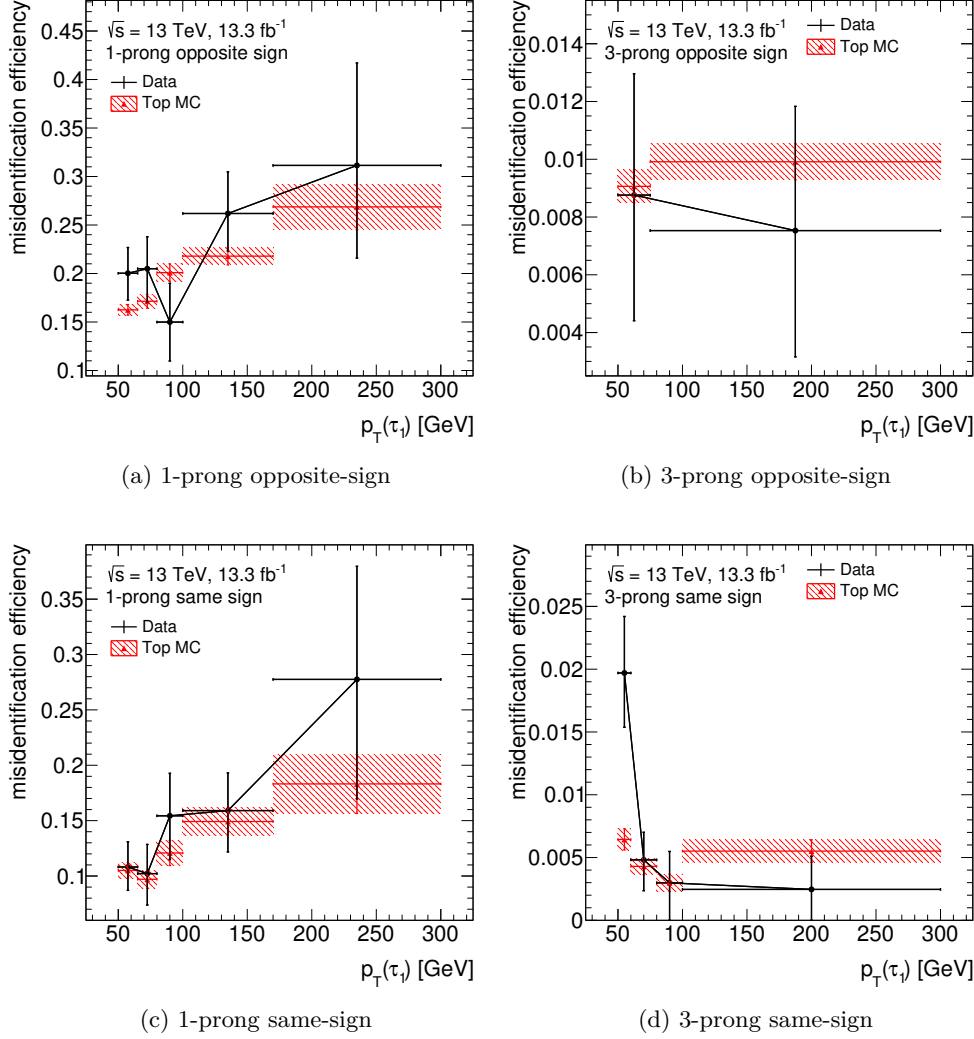 misidentification efficiency
0.45
0.4
0.35
0.3
0.25
0.2
0.15
0.1
√s = 13 TeV, 13.3 fb⁻¹
1-prong opposite sign
Data
Top MC
50 100 150 200 250 300
p_T(τ₁) [GeV]
(a) 1-prong opposite-sign
misidentification efficiency
0.014
0.012
0.01
0.008
0.006
0.004
√s = 13 TeV, 13.3 fb⁻¹
3-prong opposite sign
Data
Top MC
50 100 150 200 250 300
p_T(τ₁) [GeV]
(b) 3-prong opposite-sign
misidentification efficiency
0.35
0.3
0.25
0.2
0.15
0.1
√s = 13 TeV, 13.3 fb⁻¹
1-prong same sign
Data
Top MC
50 100 150 200 250 300
p_T(τ₁) [GeV]
(c) 1-prong same-sign
misidentification efficiency
0.025
0.02
0.015
0.01
0.005
0
√s = 13 TeV, 13.3 fb⁻¹
3-prong same sign
Data
Top MC
50 100 150 200 250 300
p_T(τ₁) [GeV]
(d) 3-prong same-sign